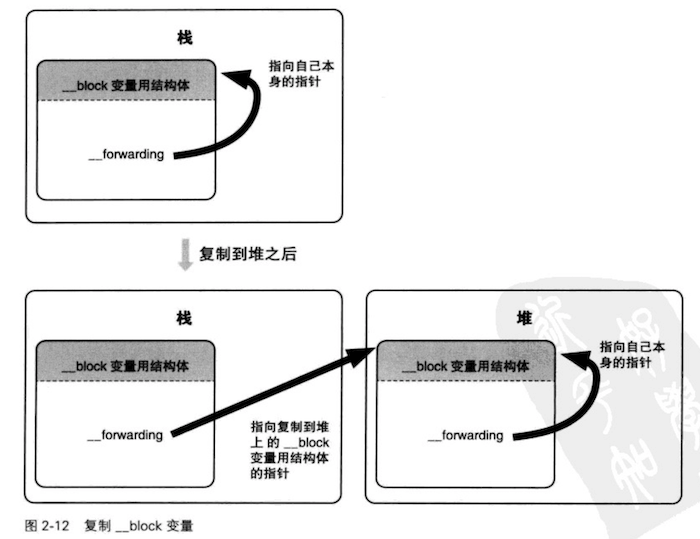 栈
__block 变量用结构体
指向自己本
身的指针
__forwarding
复制到堆之后
栈
__block 变量用结构体
__forwarding
指向复制到堆
上 的 __block
变量用结构体
的指针
堆
__block 变量用结构体
指向自己本
身的指针
__forwarding
图 2-12 复制 __block 变量